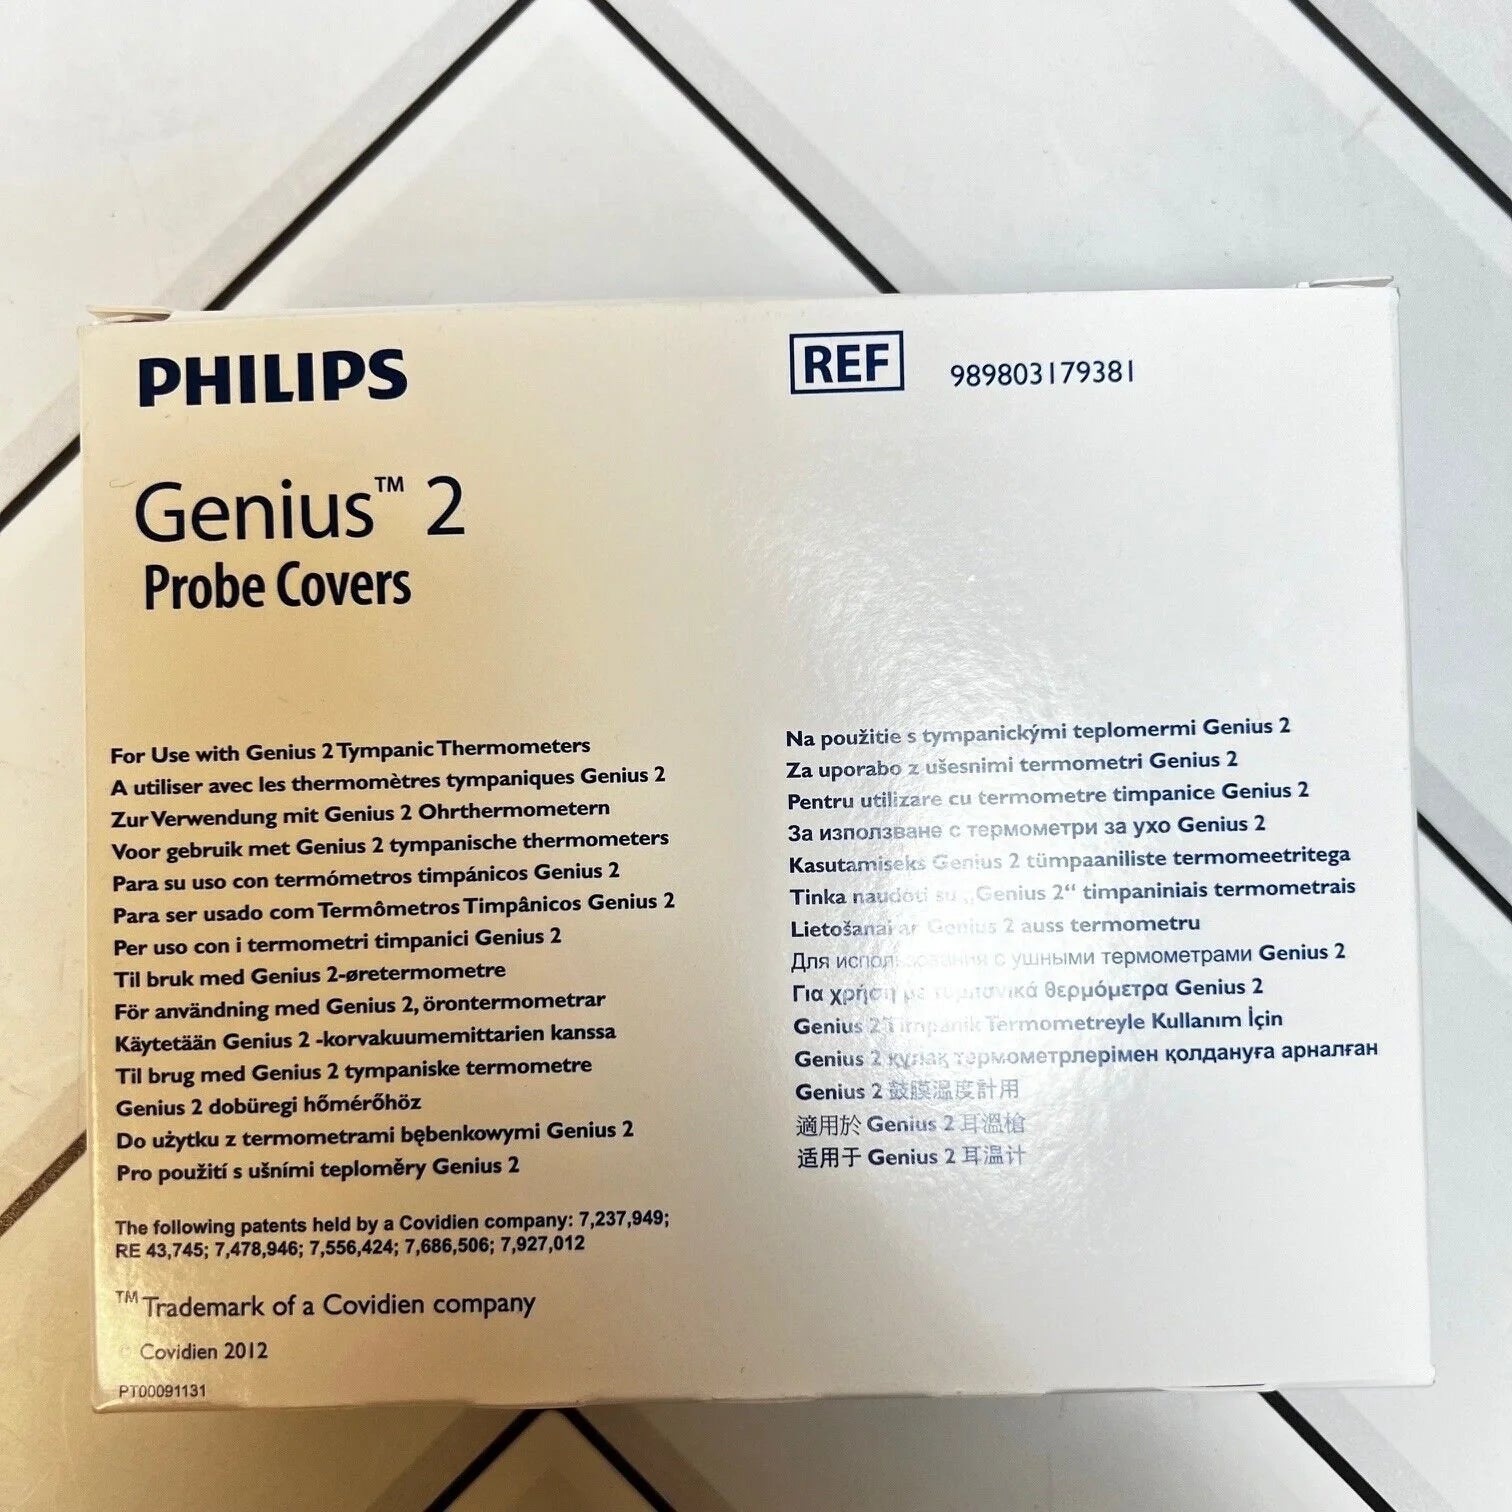 PHILIPS
REF 989803179381
Genius™ 2
Probe Covers
For Use with Genius 2 Tympanic Thermometers
A utiliser avec les thermomètres tympaniques Genius 2
Zur Verwendung mit Genius 2 Ohrthermometern
Voor gebruik met Genius 2 tympanische thermometers
Para su uso con termómetros timpánicos Genius 2
Para ser usado com Termômetros Timpânicos Genius 2
Per uso con i termometri timpanici Genius 2
Til bruk med Genius 2-øretermometre
För användning med Genius 2, örontermometrar
Käytetään Genius 2 -korvakuumemittarien kanssa
Til brug med Genius 2 tympaniske termometre
Genius 2 dobüregi hőmérőhöz
Do użytku z termometrami bębenkowymi Genius 2
Pro použití s ušními teploměry Genius 2
The following patents held by a Covidien company: 7,237,949;
RE 43,745; 7,478,946; 7,556,424; 7,686,506; 7,927,012
™ Trademark of a Covidien company
© Covidien 2012
PT00091131
Na použitie s tympanickými teplomermi Genius 2
Za uporabo z ušesnimi termometri Genius 2
Pentru utilizare cu termometre timpanice Genius 2
За използване с термометри за ухо Genius 2
Kasutamiseks Genius 2 tümpaaniliste termomeetritega
Tinka naudoti su „Genius 2“ timpaniniais termometrais
Lietošanai ar Genius 2 auss termometru
Для использования с ушными термометрами Genius 2
Για χρήση με τυμπανικά θερμόμετρα Genius 2
Genius 2 Timpanik Termometreyle Kullanım İçin
Genius 2 құлақ термометрлерімен қолдануға арналған
Genius 2 鼓膜温度計用
適用於 Genius 2 耳溫槍
适用于 Genius 2 耳温计